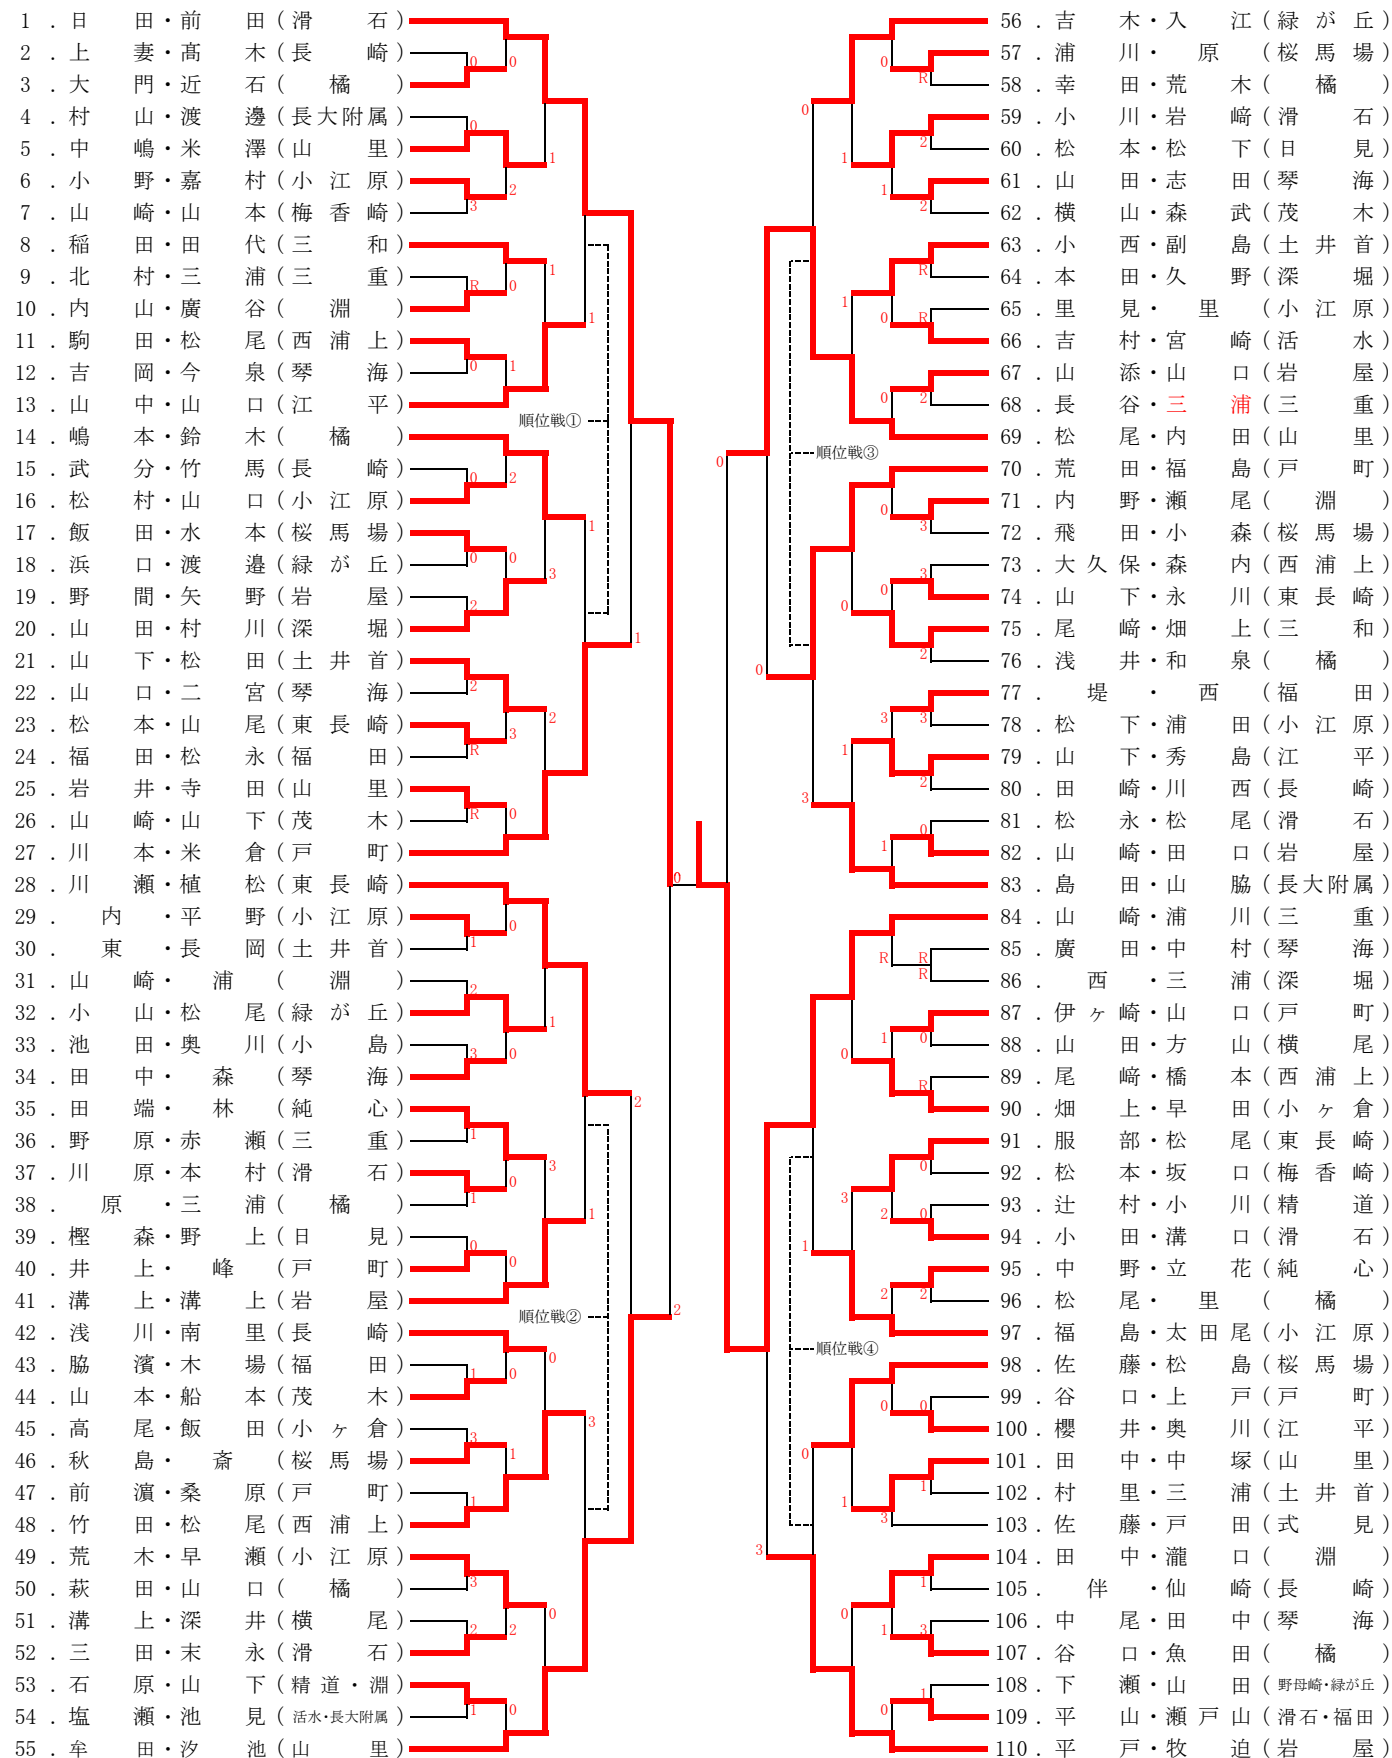 1．日田・前田（滑石）
2．上妻・髙木（長崎）
3．大門・近石（橘）
4．村山・渡邊（長大附属）
5．中嶋・米澤（山里）
6．小野・嘉村（小江原）
7．山崎・山本（梅香崎）
8．稲田・田代（三和）
9．北村・三浦（三重）
10．内山・廣谷（淵）
11．駒田・松尾（西浦上）
12．吉岡・今泉（琴海）
13．山中・山口（江平）
14．嶋本・鈴木（橘）
15．武分・竹馬（長崎）
16．松村・山口（小江原）
17．飯田・水本（桜馬場）
18．浜口・渡邉（緑が丘）
19．野間・矢野（岩屋）
20．山田・村川（深堀）
21．山下・松田（土井首）
22．山口・二宮（琴海）
23．松本・山尾（東長崎）
24．福田・松永（福田）
25．岩井・寺田（山里）
26．山崎・山下（茂木）
27．川本・米倉（戸町）
28．川瀬・植松（東長崎）
29．内・平野（小江原）
30．東・長岡（土井首）
31．山崎・浦（淵）
32．小山・松尾（緑が丘）
33．池田・奥川（小島）
34．田中・森（琴海）
35．田端・林（純心）
36．野原・赤瀬（三重）
37．川原・本村（滑石）
38．原・三浦（橘）
39．樫森・野上（日見）
40．井上・峰（戸町）
41．溝上・溝上（岩屋）
42．浅川・南里（長崎）
43．脇濱・木場（福田）
44．山本・船本（茂木）
45．高尾・飯田（小ヶ倉）
46．秋島・斎（桜馬場）
47．前濵・桑原（戸町）
48．竹田・松尾（西浦上）
49．荒木・早瀬（小江原）
50．萩田・山口（橘）
51．溝上・深井（横尾）
52．三田・末永（滑石）
53．石原・山下（精道・淵）
54．塩瀬・池見（活水・長大附属）
55．牟田・汐池（山里）
順位戦①
順位戦②
順位戦③
順位戦④
56．吉木・入江（緑が丘）
57．浦川・原（桜馬場）
58．幸田・荒木（橘）
59．小川・岩﨑（滑石）
60．松本・松下（日見）
61．山田・志田（琴海）
62．横山・森武（茂木）
63．小西・副島（土井首）
64．本田・久野（深堀）
65．里見・里（小江原）
66．吉村・宮崎（活水）
67．山添・山口（岩屋）
68．長谷・三浦（三重）
69．松尾・内田（山里）
70．荒田・福島（戸町）
71．内野・瀬尾（淵）
72．飛田・小森（桜馬場）
73．大久保・森内（西浦上）
74．山下・永川（東長崎）
75．尾﨑・畑上（三和）
76．浅井・和泉（橘）
77．堤・西（福田）
78．松下・浦田（小江原）
79．山下・秀島（江平）
80．田崎・川西（長崎）
81．松永・松尾（滑石）
82．山崎・田口（岩屋）
83．島田・山脇（長大附属）
84．山崎・浦川（三重）
85．廣田・中村（琴海）
86．西・三浦（深堀）
87．伊ヶ崎・山口（戸町）
88．山田・方山（横尾）
89．尾﨑・橋本（西浦上）
90．畑上・早田（小ヶ倉）
91．服部・松尾（東長崎）
92．松本・坂口（梅香崎）
93．辻村・小川（精道）
94．小田・溝口（滑石）
95．中野・立花（純心）
96．松尾・里（橘）
97．福島・太田尾（小江原）
98．佐藤・松島（桜馬場）
99．谷口・上戸（戸町）
100．櫻井・奥川（江平）
101．田中・中塚（山里）
102．村里・三浦（土井首）
103．佐藤・戸田（式見）
104．田中・瀧口（淵）
105．伴・仙崎（長崎）
106．中尾・田中（琴海）
107．谷口・魚田（橘）
108．下瀬・山田（野母崎・緑が丘）
109．平山・瀬戸山（滑石・福田）
110．平戸・牧迫（岩屋）